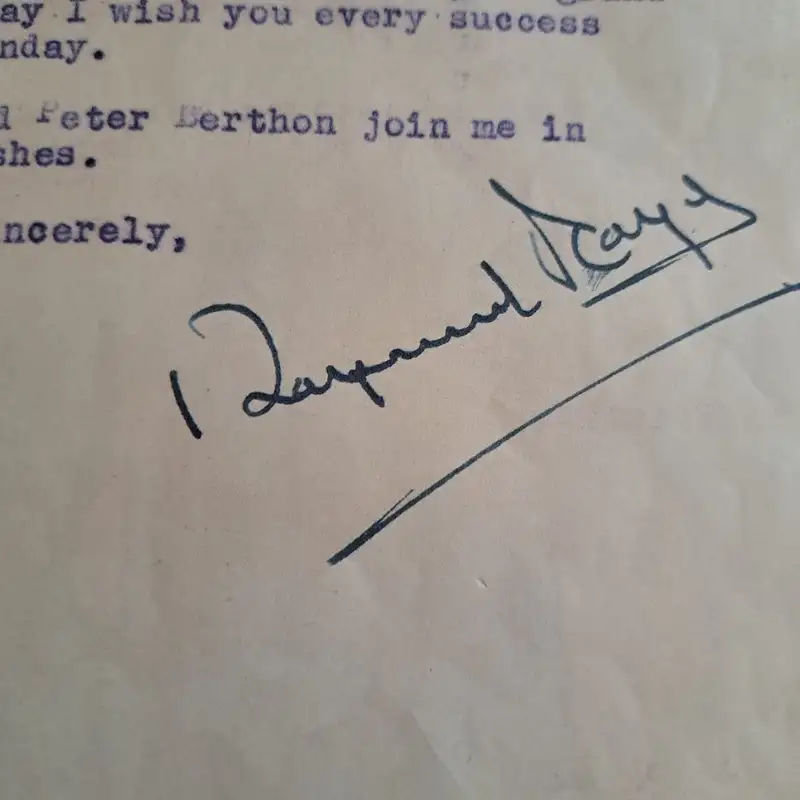 ay I wish you every success
nday.
d Peter Berthon join me in
shes.
ncerely,
Raymond Mays